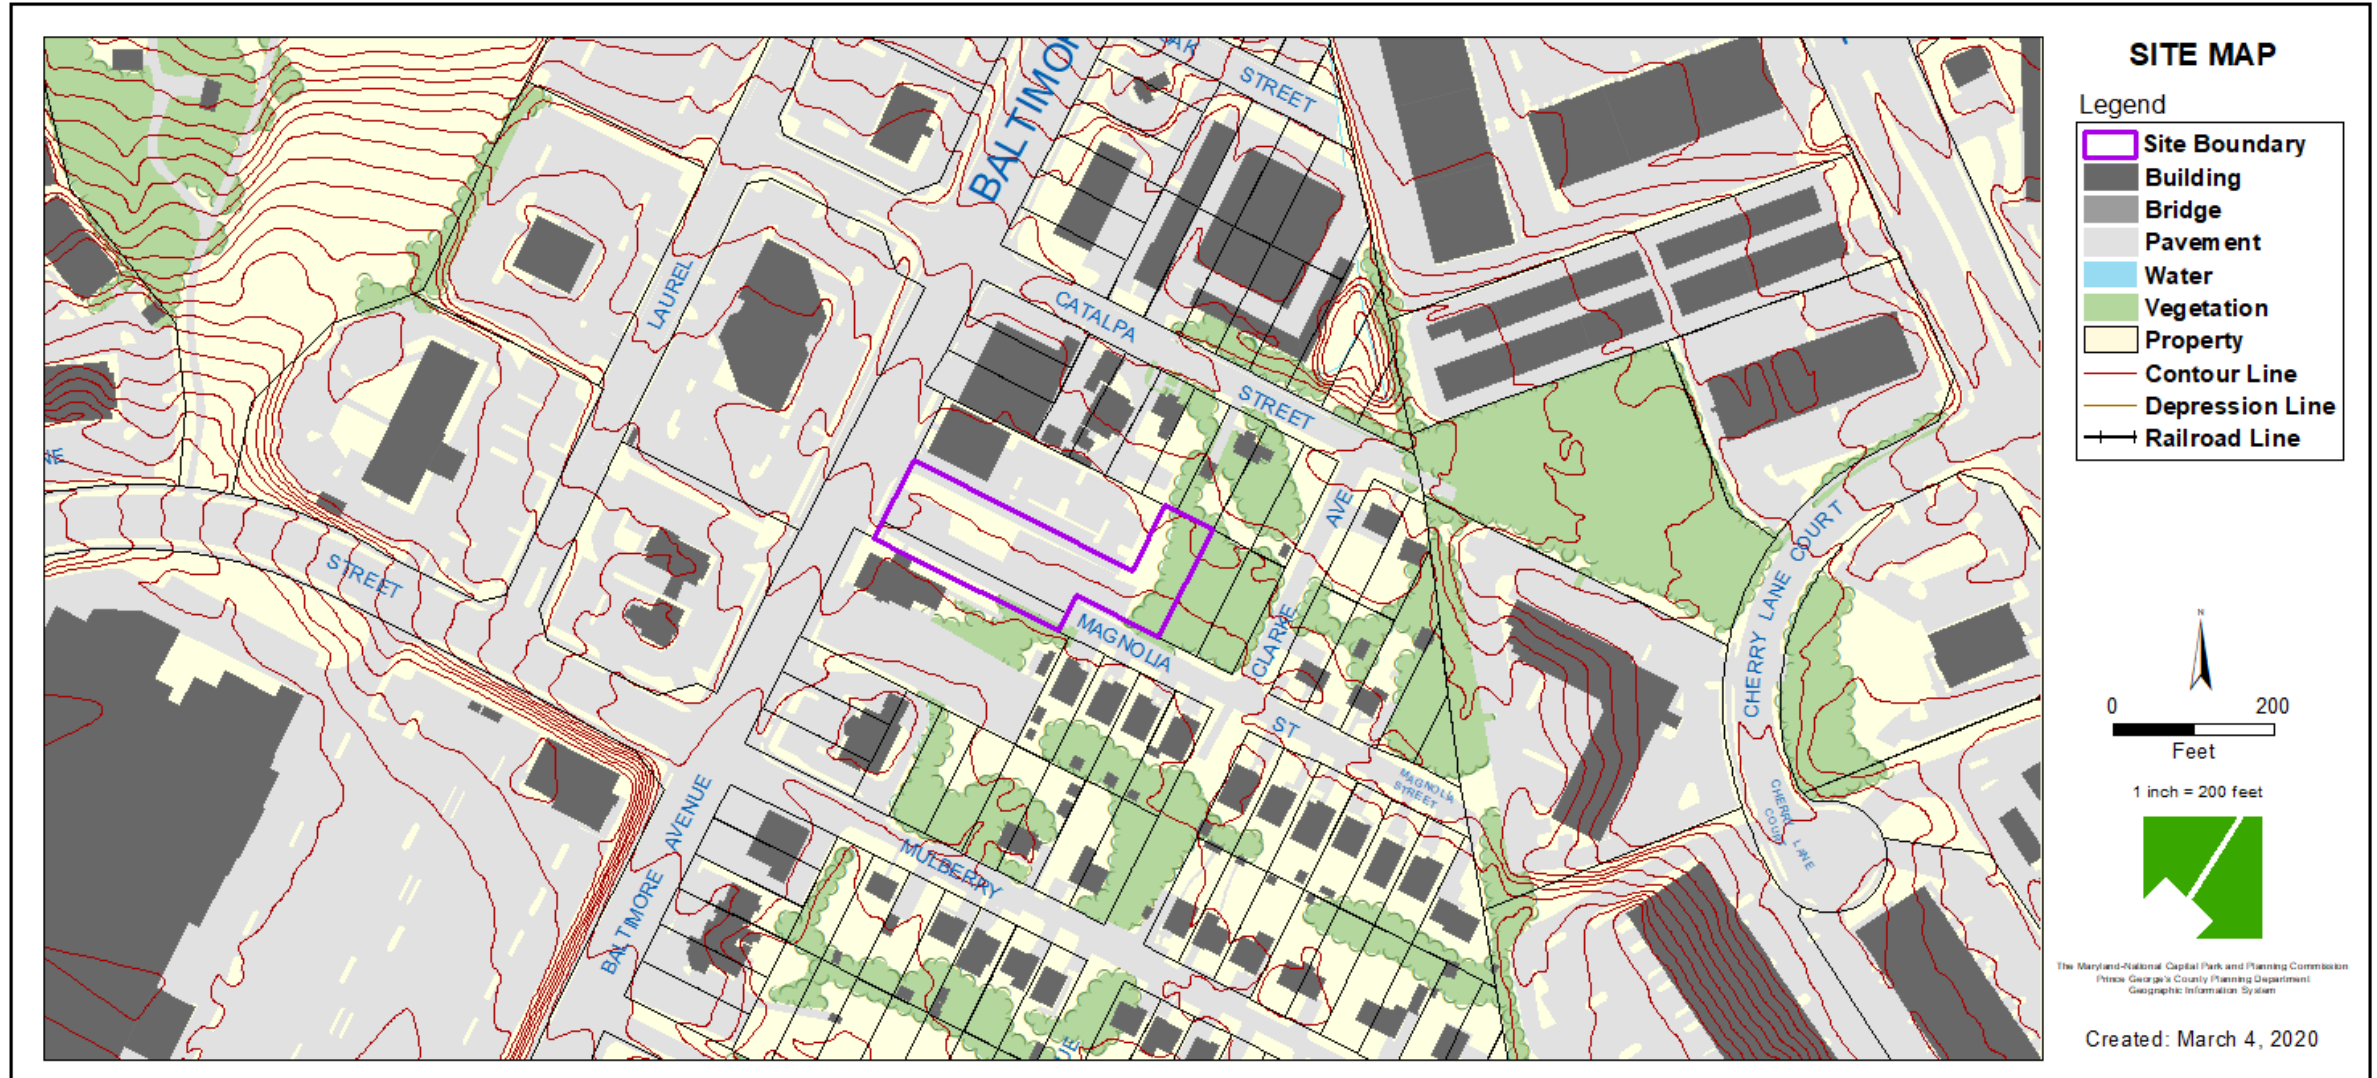 SITE MAP
Legend
Site Boundary
Building
Bridge
Pavement
Water
Vegetation
Property
Contour Line
Depression Line
Railroad Line
N
0 200
Feet
1 inch = 200 feet
The Maryland-National Capital Park and Planning Commission
Prince George's County Planning Department
Geographic Information System
Created: March 4, 2020
STREET
LAUREL
CATALPA
STREET
AVE
CLARKE
STREET
MAGNOLIA
ST
MAGNOLIA
STREET
CHERRY LANE COURT
CHERRY LANE
COURT
BALTIMORE AVENUE
MULBERRY